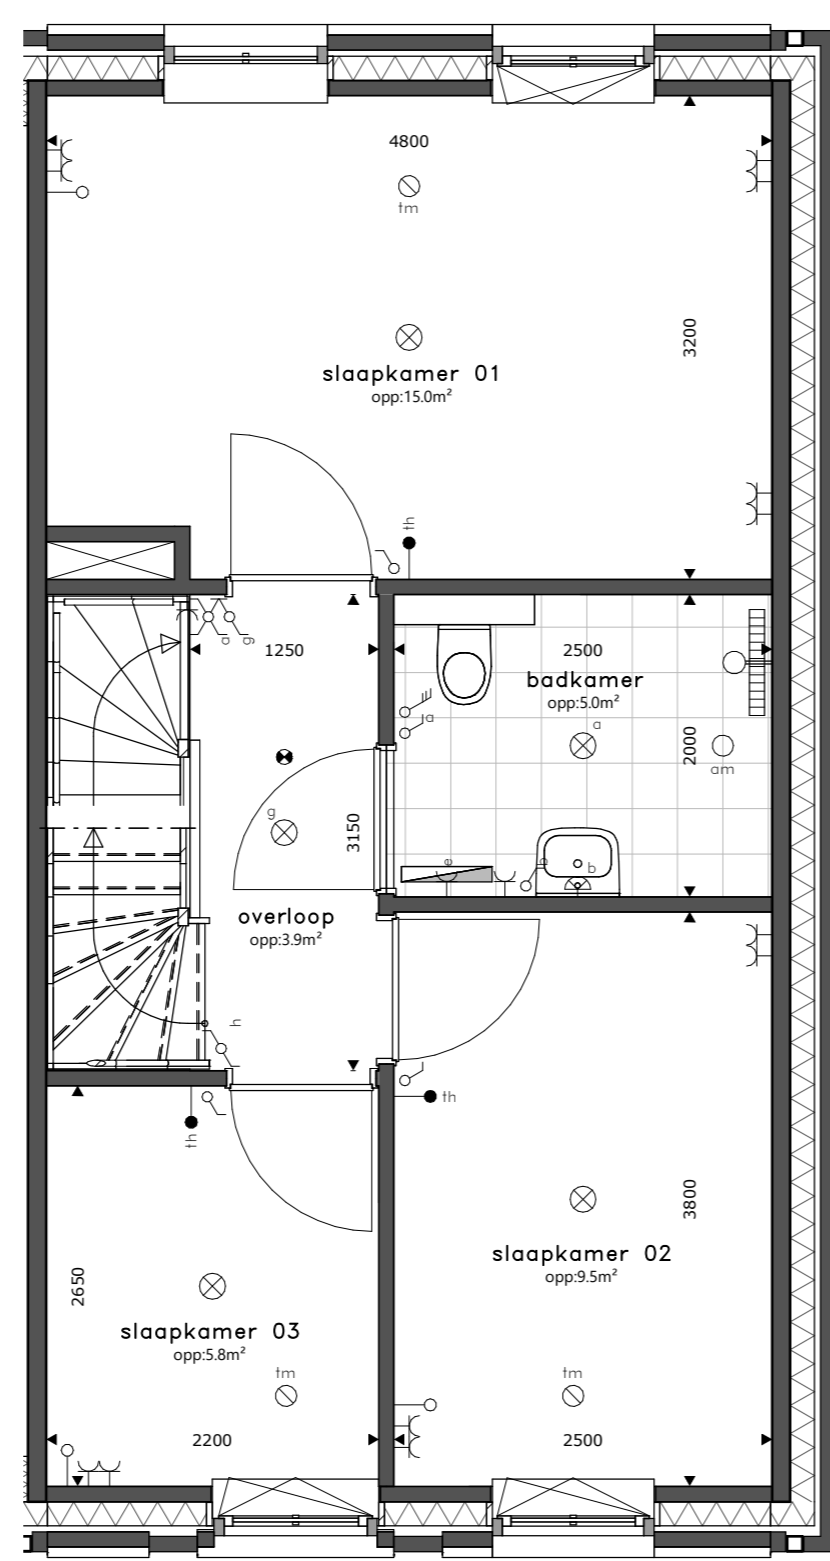 4800
tm
3200
slaapkamer 01
opp:15.0m²
th
a
g
1250
2500
badkamer
opp:5.0m²
a
a
2000
am
g
3150
e
b
b
overloop
opp:3.9m²
h
th
th
3800
slaapkamer 02
opp:9.5m²
2650
slaapkamer 03
opp:5.8m²
tm
tm
2200
2500